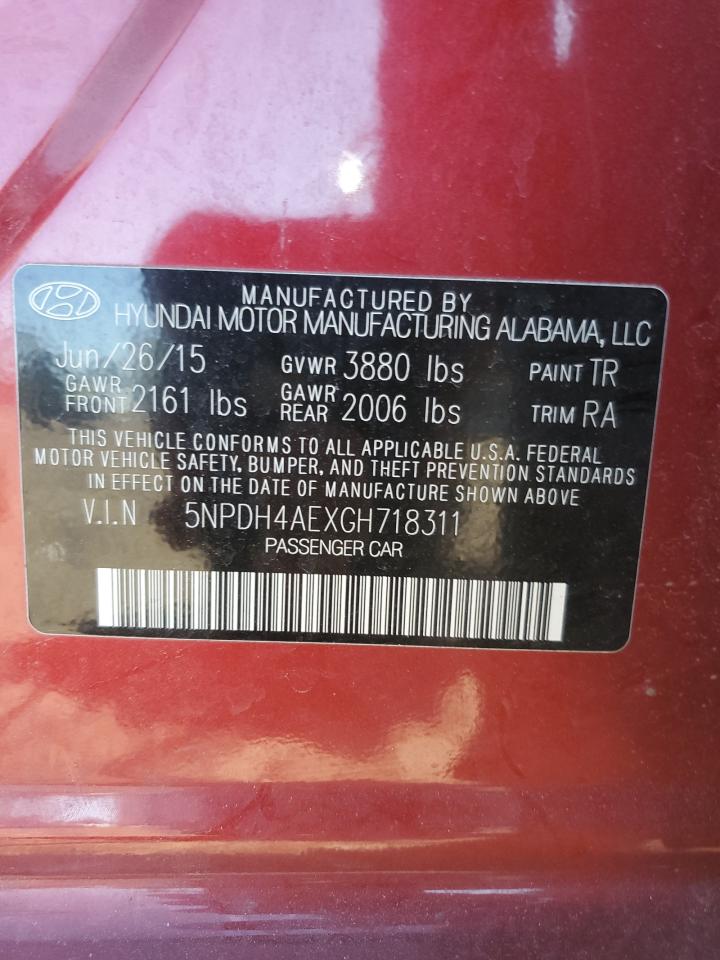 MANUFACTURED BY
HYUNDAI MOTOR MANUFACTURING ALABAMA, LLC
Jun/26/15 GVWR 3880 lbs PAINT TR
GAWR FRONT 2161 lbs GAWR REAR 2006 lbs TRIM RA
THIS VEHICLE CONFORMS TO ALL APPLICABLE U.S.A. FEDERAL
MOTOR VEHICLE SAFETY, BUMPER, AND THEFT PREVENTION STANDARDS
IN EFFECT ON THE DATE OF MANUFACTURE SHOWN ABOVE
V.I.N 5NPDH4AEXGH718311
PASSENGER CAR